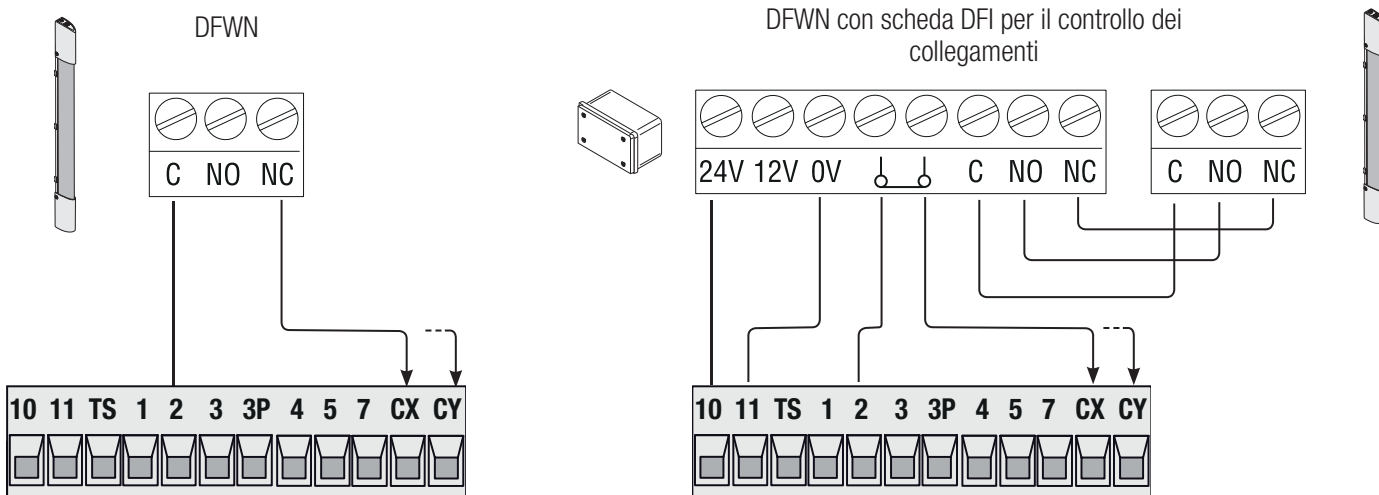 DFWN
C NO NC
10 11 TS 1 2 3 3P 4 5 7 CX CY
DFWN con scheda DFI per il controllo dei
collegamenti
24V 12V 0V C NO NC
C NO NC
10 11 TS 1 2 3 3P 4 5 7 CX CY